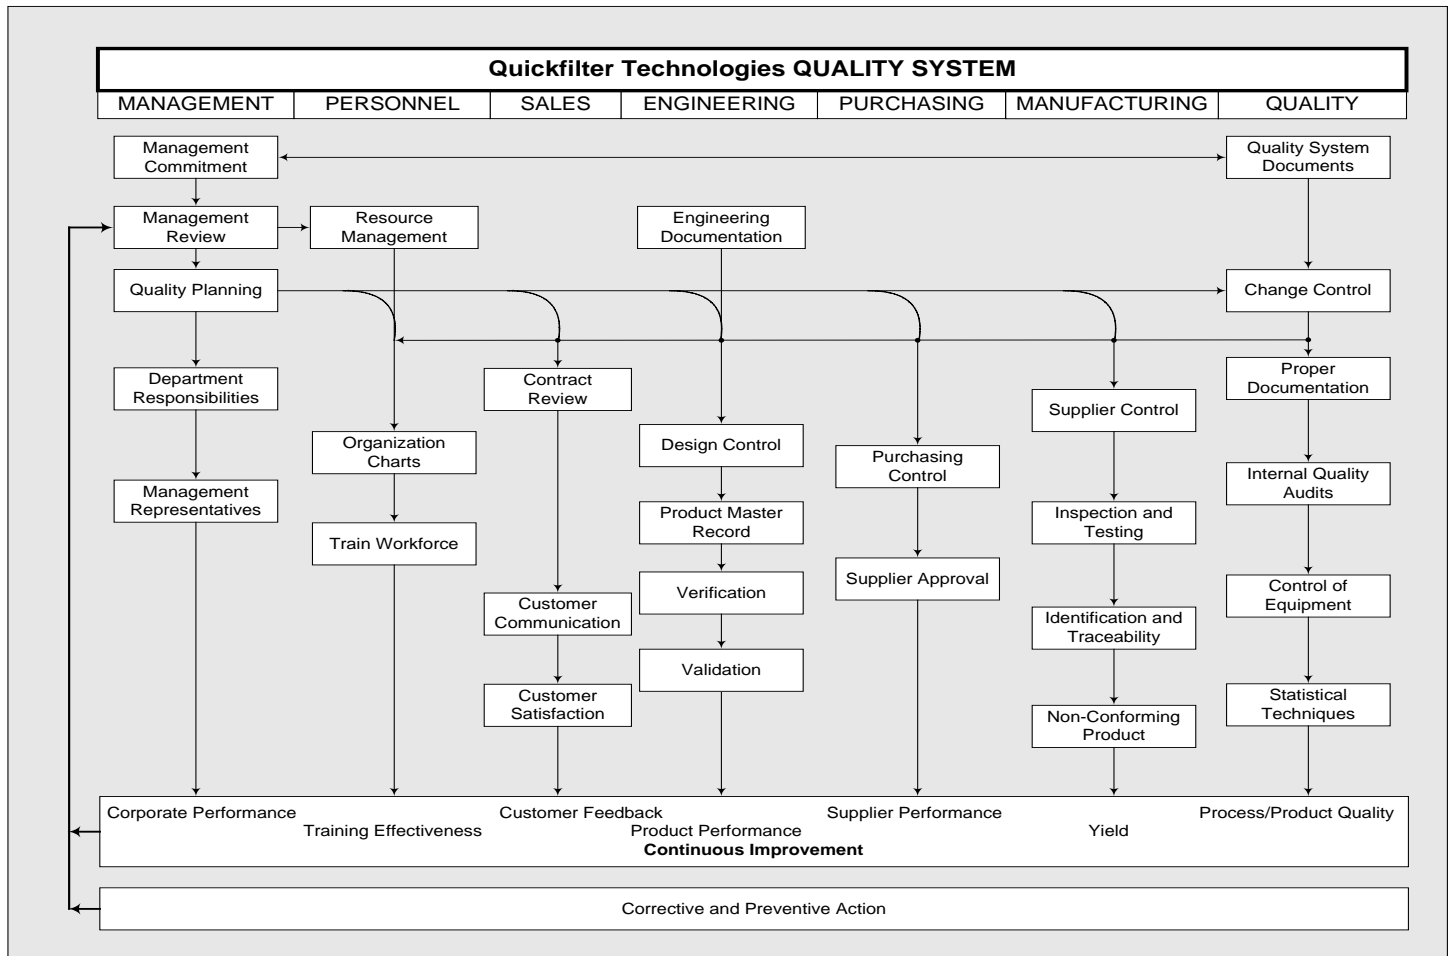 Quickfilter Technologies QUALITY SYSTEM
MANAGEMENT PERSONNEL SALES ENGINEERING PURCHASING MANUFACTURING QUALITY
Management
Commitment
Quality System
Documents
Management
Review
Resource
Management
Engineering
Documentation
Quality Planning
Change Control
Department
Responsibilities
Contract
Review
Proper
Documentation
Supplier Control
Organization
Charts
Design Control
Purchasing
Control
Internal Quality
Audits
Management
Representatives
Product Master
Record
Inspection and
Testing
Train Workforce
Supplier Approval
Verification
Control of
Equipment
Customer
Communication
Identification and
Traceability
Validation
Customer
Satisfaction
Statistical
Techniques
Non-Conforming
Product
Corporate Performance Customer Feedback Supplier Performance Process/Product Quality
Training Effectiveness Product Performance Yield
Continuous Improvement
Corrective and Preventive Action